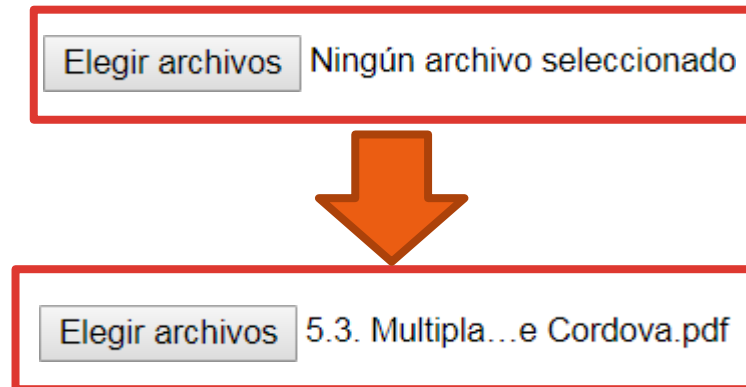 Elegir archivos Ningún archivo seleccionado
Elegir archivos 5.3. Multipla...e Cordova.pdf